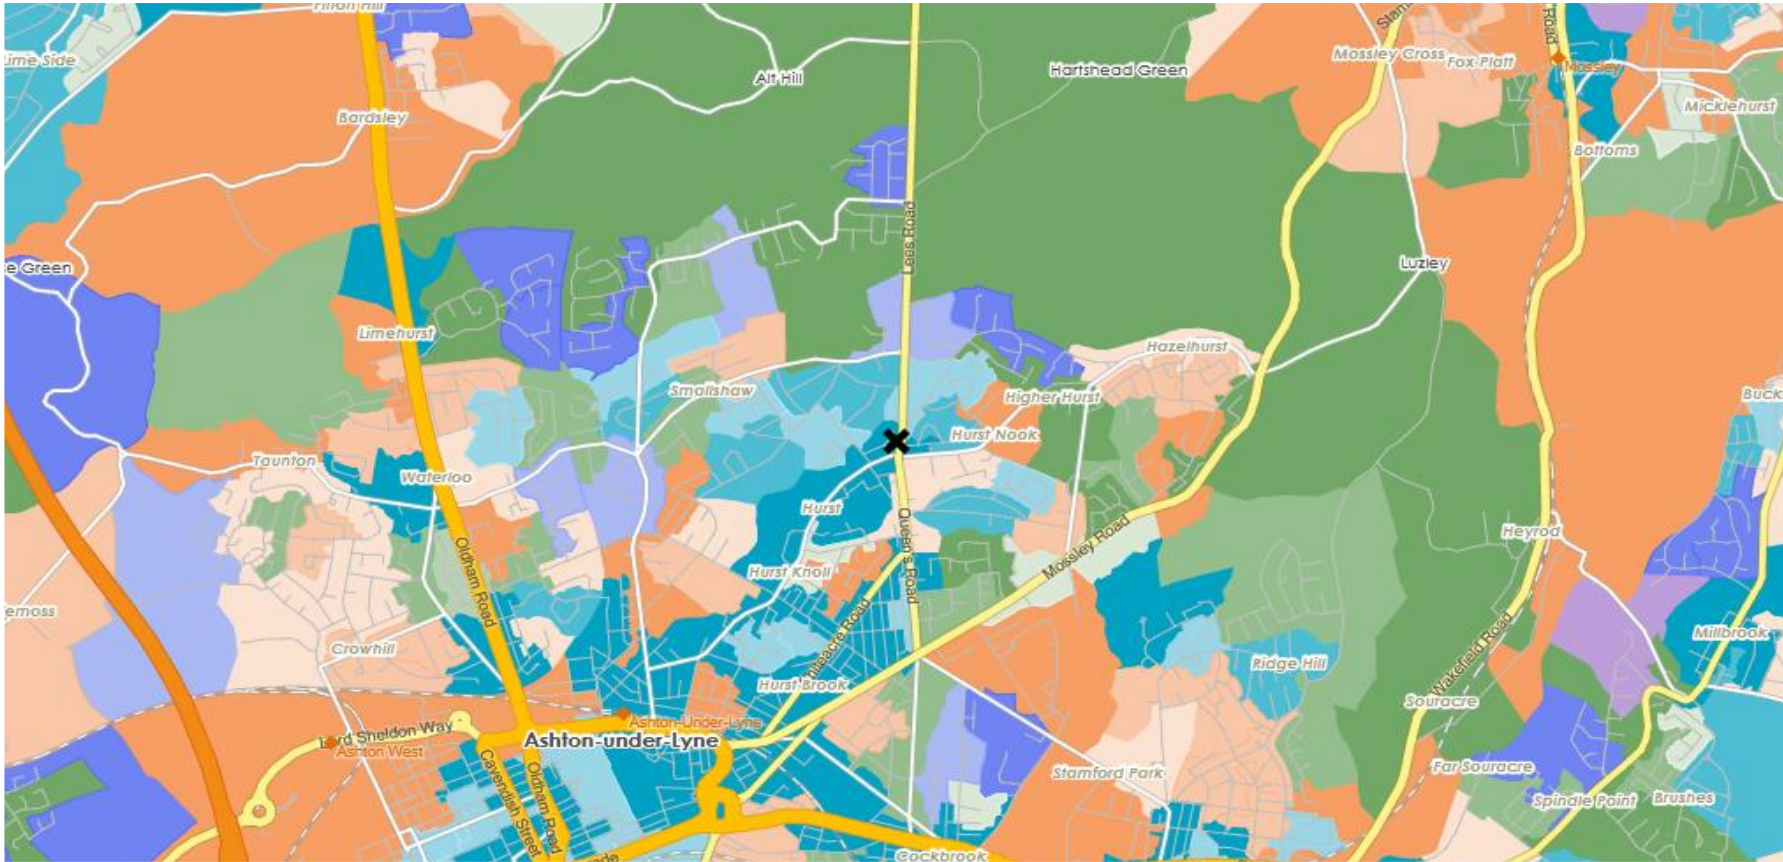 Lime Side
Mossley Cross
Fox Platt
Road
Mossley
Alt Hill
Hartshead Green
Micklehurst
Bardsley
Bottoms
Lees Road
Luzley
Limehurst
Hazelhurst
Smallshaw
Higher Hurst
Hurst Nook
Taunton
Waterloo
Hurst
Queen's Road
Heyrod
Mossley Road
Hurst Knoll
Oldham Road
Crowhill
Wakefield Road
Millbrook
Ridge Hill
Hurst Brook
Souracre
Ashton-Under-Lyne
Lord Sheldon Way
Ashton West
Ashton-under-Lyne
Stamford Park
Far Souracre
Cavendish Street
Oldham Road
Spindle Point
Brushes
Cockbrook